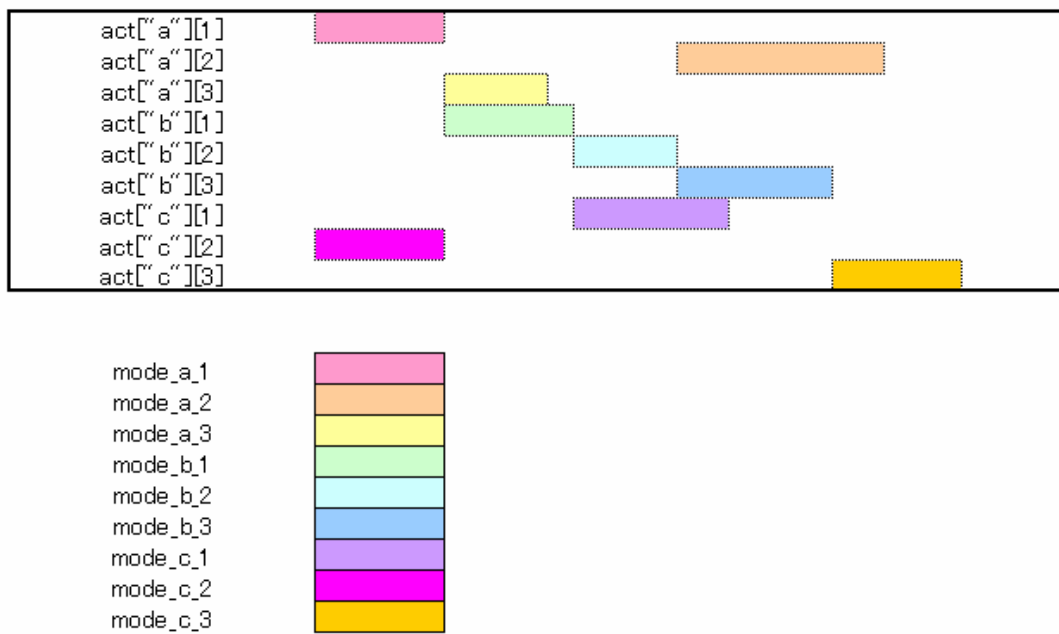 act["a"][1]
act["a"][2]
act["a"][3]
act["b"][1]
act["b"][2]
act["b"][3]
act["c"][1]
act["c"][2]
act["c"][3]
mode_a_1
mode_a_2
mode_a_3
mode_b_1
mode_b_2
mode_b_3
mode_c_1
mode_c_2
mode_c_3